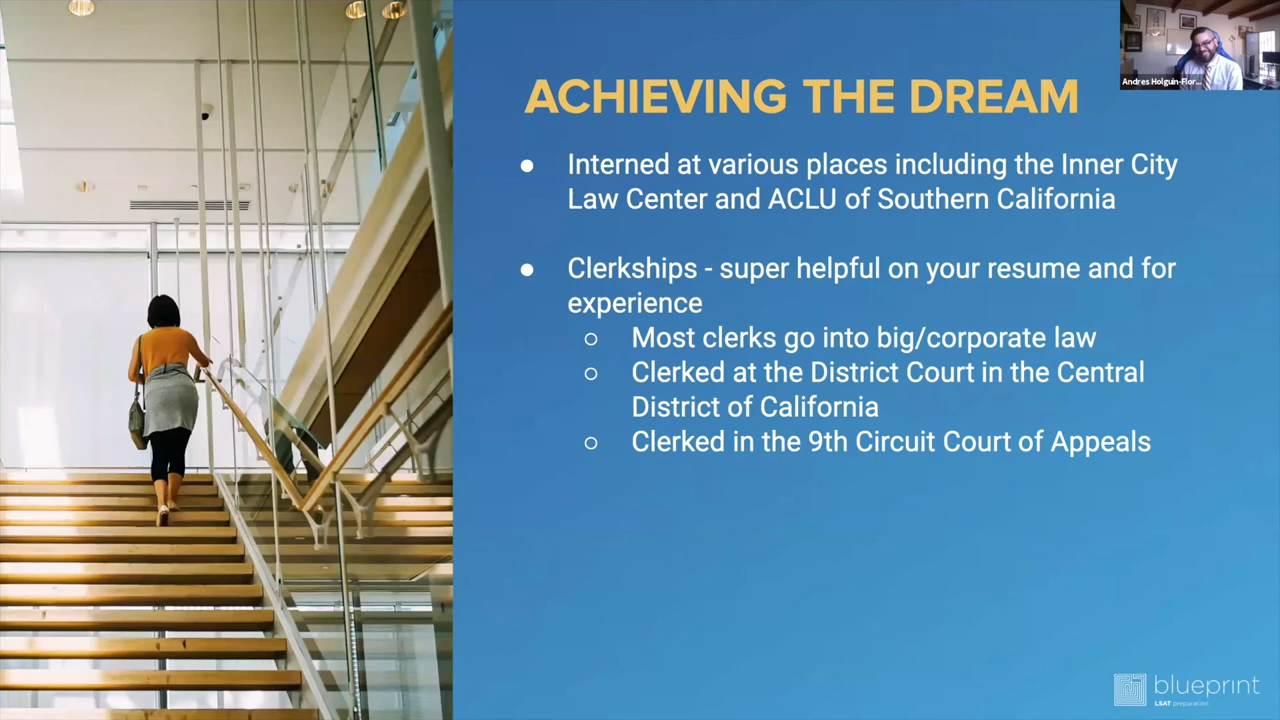 Andres Holguin-Flor...
ACHIEVING THE DREAM
● Interned at various places including the Inner City
Law Center and ACLU of Southern California
● Clerkships - super helpful on your resume and for
experience
○ Most clerks go into big/corporate law
○ Clerked at the District Court in the Central
District of California
○ Clerked in the 9th Circuit Court of Appeals
blueprint
LSAT preparation